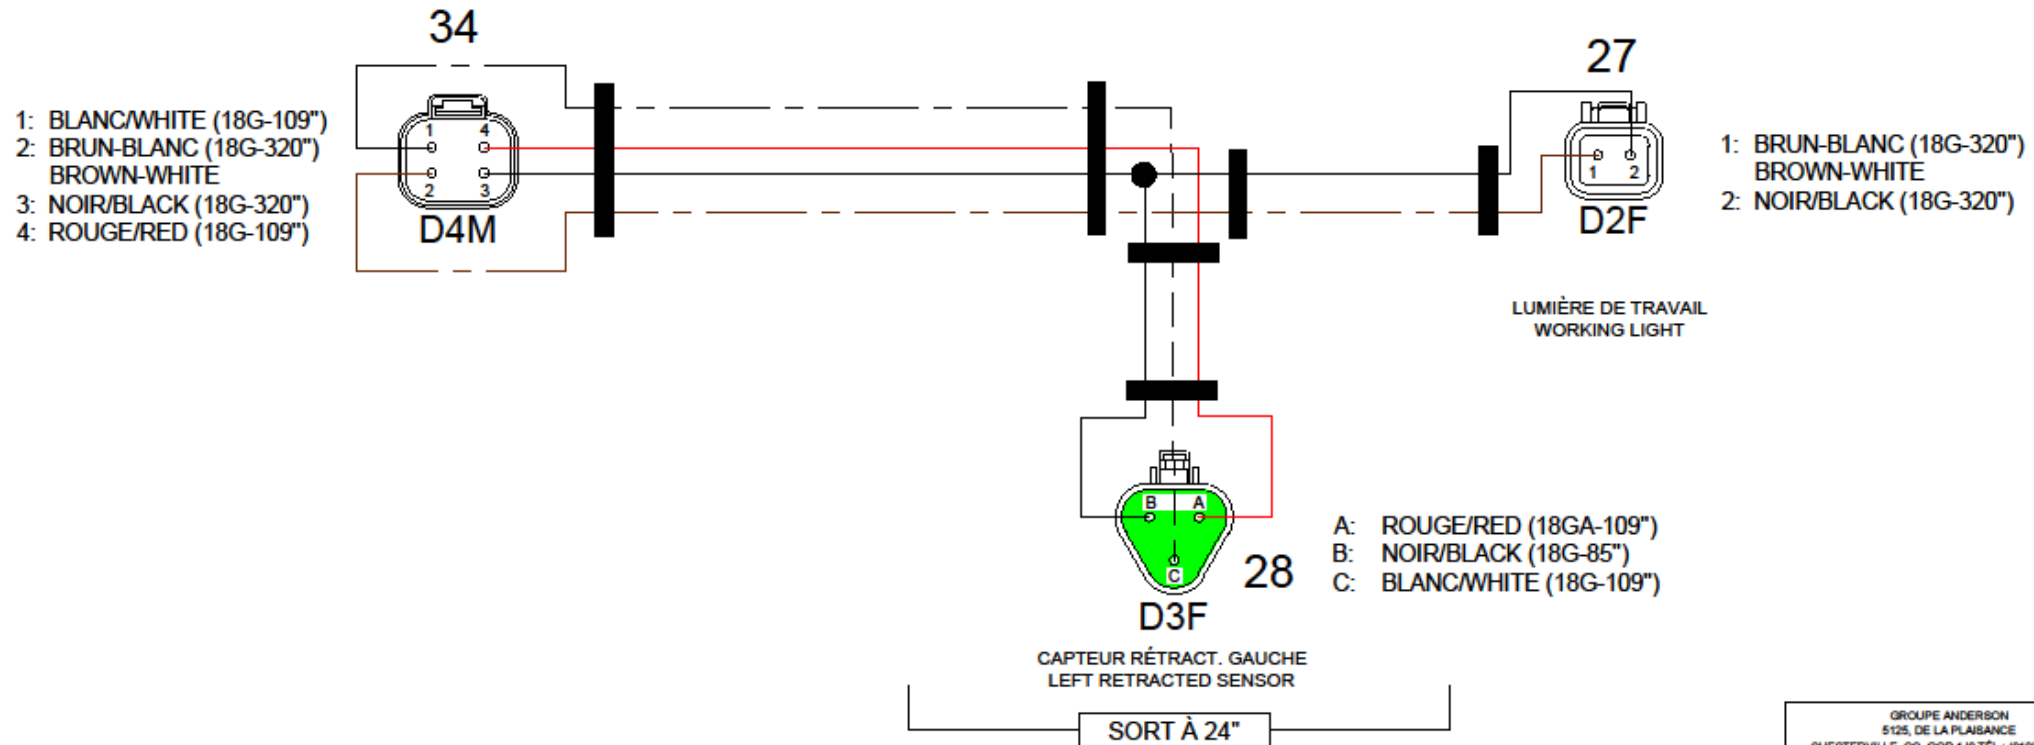 34
27
1: BLANC/WHITE (18G-109")
2: BRUN-BLANC (18G-320")
BROWN-WHITE
3: NOIR/BLACK (18G-320")
4: ROUGE/RED (18G-109")
1 4
2 3
D4M
1 2
D2F
1: BRUN-BLANC (18G-320")
BROWN-WHITE
2: NOIR/BLACK (18G-320")
LUMIÈRE DE TRAVAIL
WORKING LIGHT
B A
C
28
D3F
A: ROUGE/RED (18GA-109")
B: NOIR/BLACK (18G-85")
C: BLANC/WHITE (18G-109")
CAPTEUR RÉTRACT. GAUCHE
LEFT RETRACTED SENSOR
SORT À 24"
GROUPE ANDERSON
5125, DE LA PLAISANCE